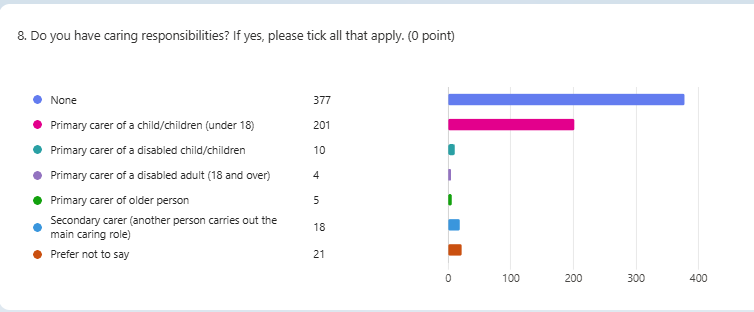 8. Do you have caring responsibilities? If yes, please tick all that apply. (0 point)
None 377
Primary carer of a child/children (under 18) 201
Primary carer of a disabled child/children 10
Primary carer of a disabled adult (18 and over) 4
Primary carer of older person 5
Secondary carer (another person carries out the
main caring role) 18
Prefer not to say 21
0 100 200 300 400